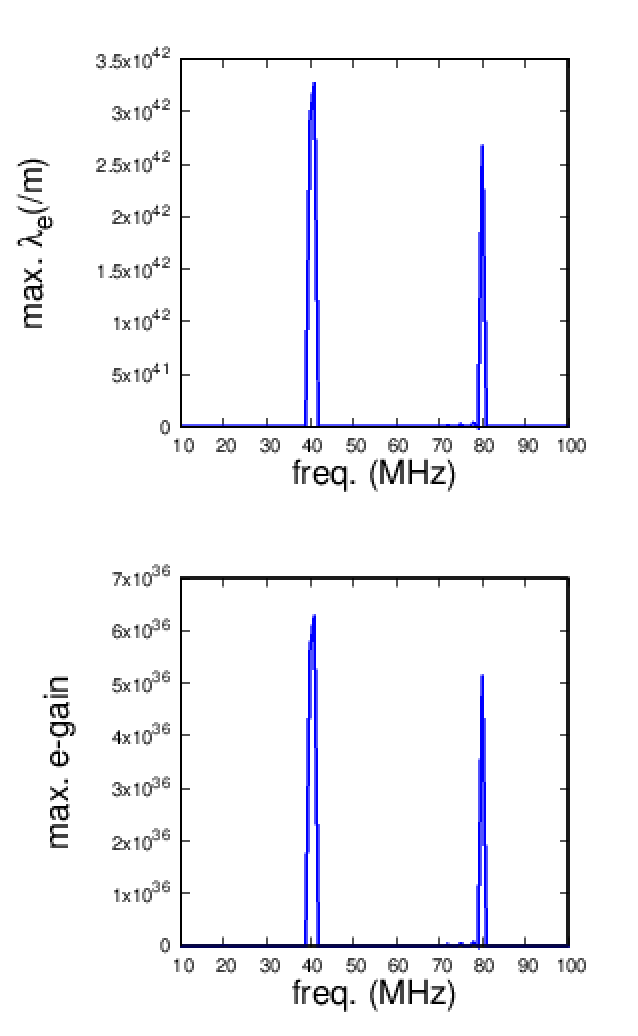 max. λe(/m)
3.5x10^42
3x10^42
2.5x10^42
2x10^42
1.5x10^42
1x10^42
5x10^41
0
10 20 30 40 50 60 70 80 90 100
freq. (MHz)
max. e-gain
7x10^36
6x10^36
5x10^36
4x10^36
3x10^36
2x10^36
1x10^36
0
10 20 30 40 50 60 70 80 90 100
freq. (MHz)